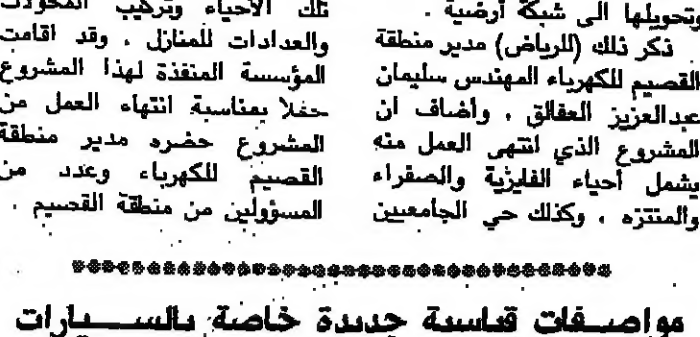 وتحويلها الى شبكة أرضية .
ذكر ذلك (للرياض) مدير منطقة
القصيم للكهرباء المهندس سليمان
عبدالعزيز العفالق . وأضاف ان
المشروع الذي انتهى العمل منه
يشمل أحياء الفايزية والصفراء
والمنتزه . وكذلك حي الجامعيين
تلك الأحياء وتركيب المحولات
والعدادات للمنازل . وقد اقامت
المؤسسة المنفذة لهذا المشروع
حفلا بمناسبة انتهاء العمل من
المشروع حضره مدير منطقة
القصيم للكهرباء وعدد من
المسؤولين من منطقة القصيم .
مواصفات قياسية جديدة خاصة بالسيارات